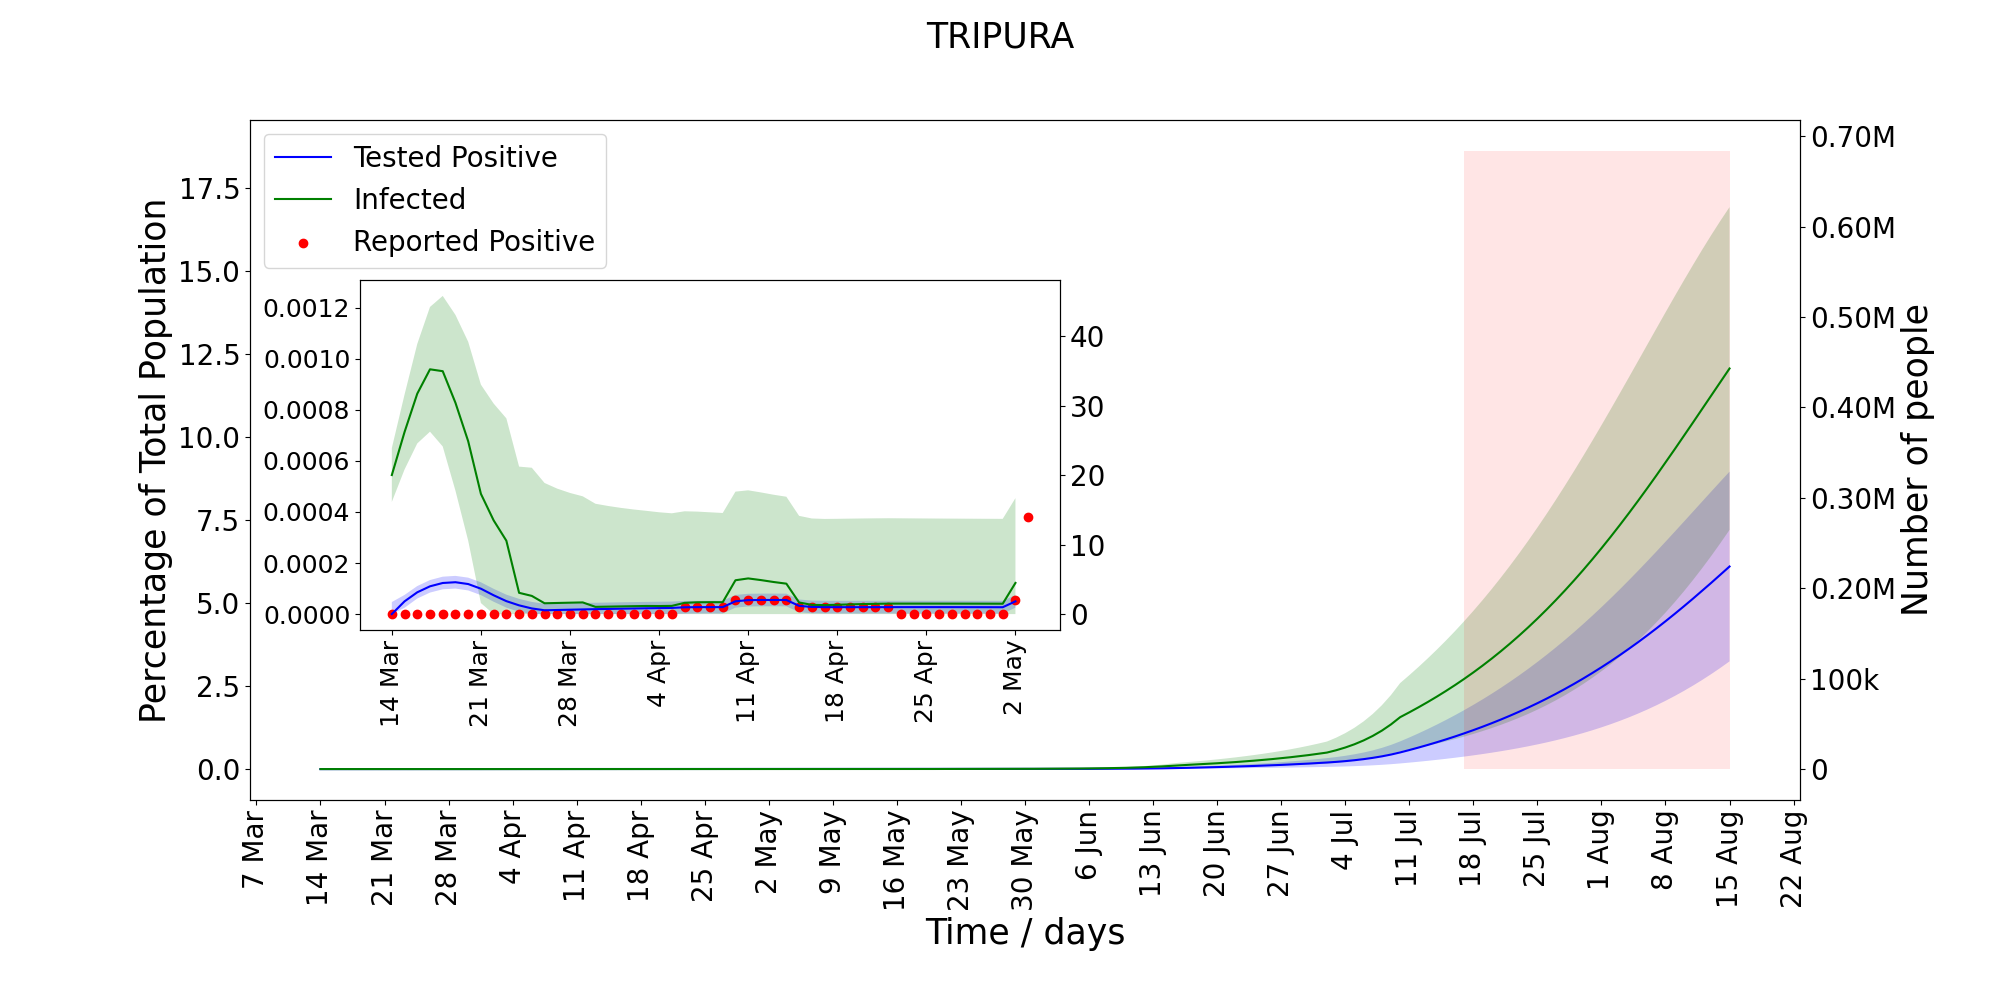 TRIPURA
Tested Positive
Infected
Reported Positive
Percentage of Total Population
17.5
15.0
12.5
10.0
7.5
5.0
2.5
0.0
0.70M
0.60M
0.50M
0.40M
0.30M
0.20M
100k
0
Number of people
0.0012
0.0010
0.0008
0.0006
0.0004
0.0002
0.0000
40
30
20
10
0
14 Mar
21 Mar
28 Mar
4 Apr
11 Apr
18 Apr
25 Apr
2 May
7 Mar
14 Mar
21 Mar
28 Mar
4 Apr
11 Apr
18 Apr
25 Apr
2 May
9 May
16 May
23 May
30 May
6 Jun
13 Jun
20 Jun
27 Jun
4 Jul
11 Jul
18 Jul
25 Jul
1 Aug
8 Aug
15 Aug
22 Aug
Time / days